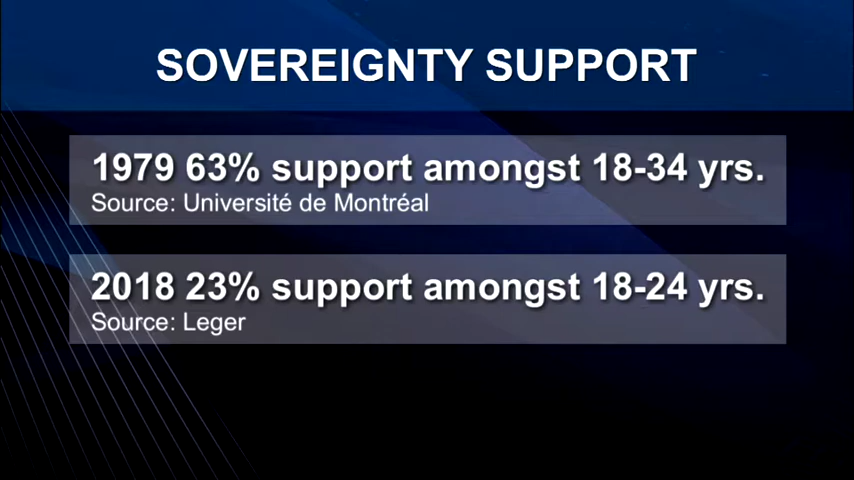 SOVEREIGNTY SUPPORT
1979 63% support amongst 18-34 yrs.
Source: Université de Montréal
2018 23% support amongst 18-24 yrs.
Source: Leger